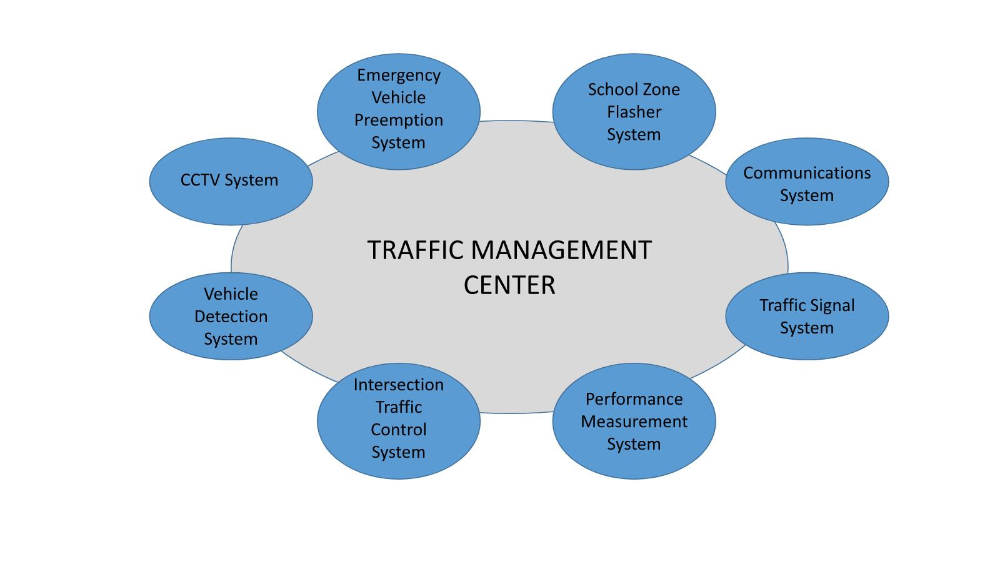 Emergency
Vehicle
Preemption
System
School Zone
Flasher
System
CCTV System
Communications
System
TRAFFIC MANAGEMENT
CENTER
Vehicle
Detection
System
Traffic Signal
System
Intersection
Traffic
Control
System
Performance
Measurement
System